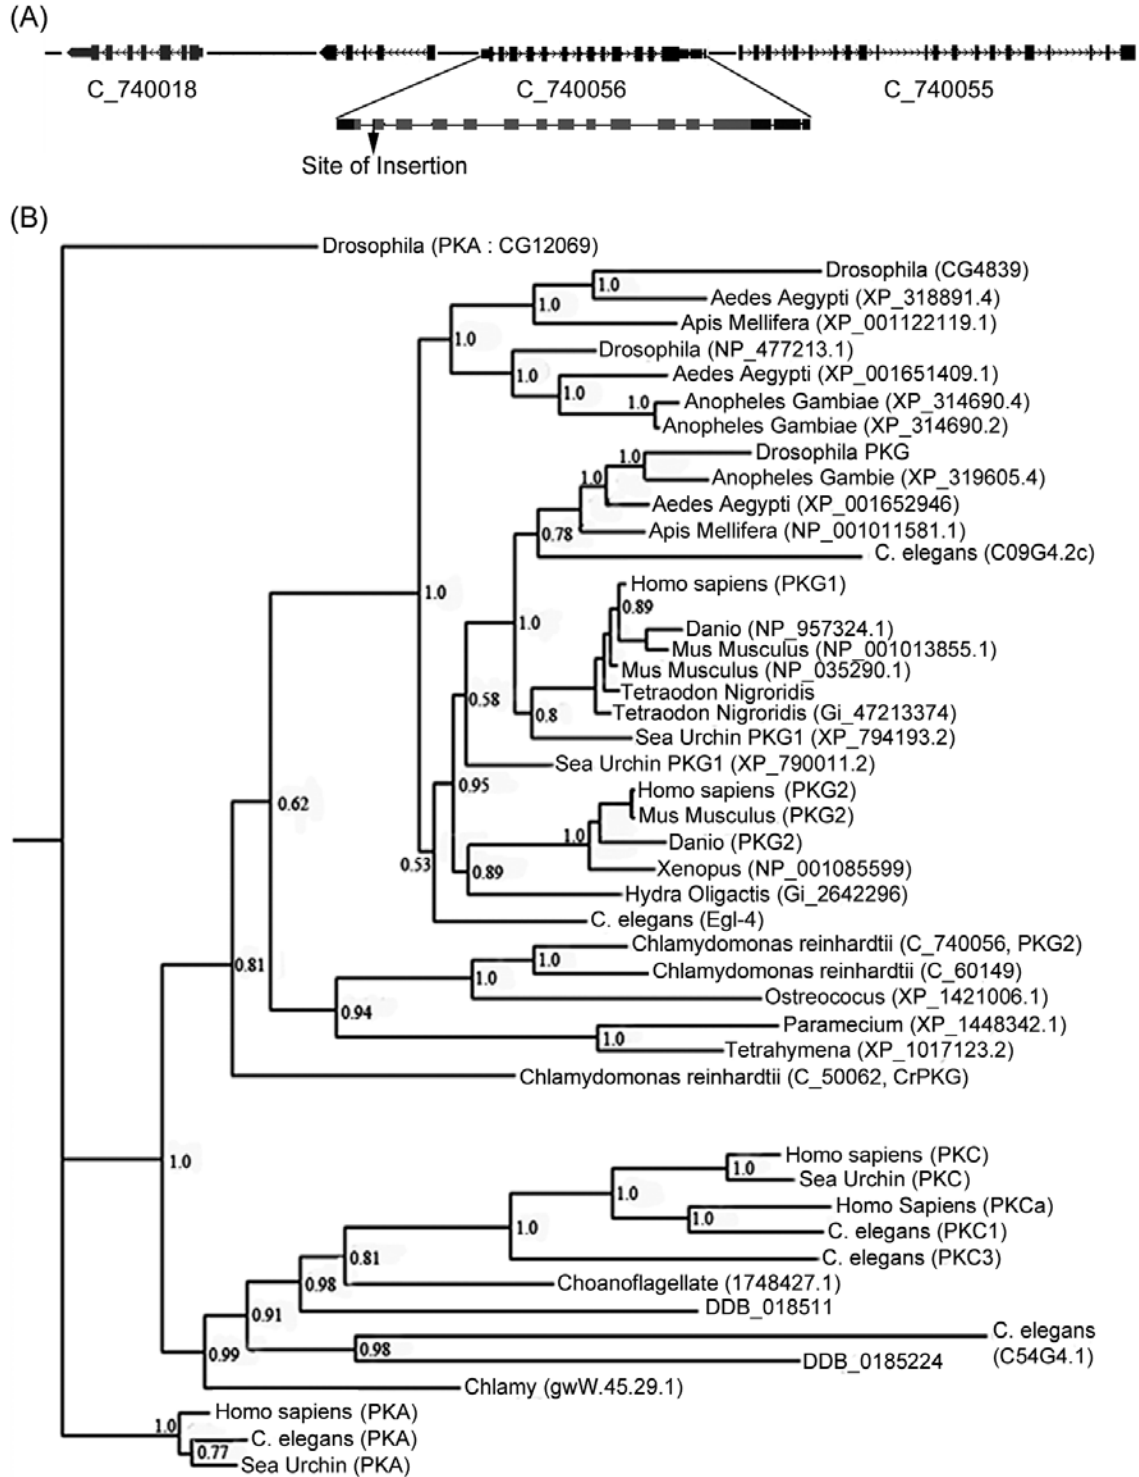 (A)
C_740018
C_740056
C_740055
Site of Insertion
(B)
Drosophila (PKA : CG12069)
Drosophila (CG4839)
1.0
Aedes Aegypti (XP_318891.4)
1.0
Apis Mellifera (XP_001122119.1)
1.0
Drosophila (NP_477213.1)
1.0
Aedes Aegypti (XP_001651409.1)
1.0
1.0
Anopheles Gambiae (XP_314690.4)
Anopheles Gambiae (XP_314690.2)
Drosophila PKG
1.0
Anopheles Gambie (XP_319605.4)
1.0
Aedes Aegypti (XP_001652946)
Apis Mellifera (NP_001011581.1)
0.78
C. elegans (C09G4.2c)
Homo sapiens (PKG1)
1.0
0.89
1.0
Danio (NP_957324.1)
Mus Musculus (NP_001013855.1)
Mus Musculus (NP_035290.1)
Tetraodon Nigroridis
0.58
Tetraodon Nigroridis (Gi_47213374)
0.8
Sea Urchin PKG1 (XP_794193.2)
Sea Urchin PKG1 (XP_790011.2)
0.95
Homo sapiens (PKG2)
0.62
Mus Musculus (PKG2)
1.0
Danio (PKG2)
0.53
0.89
Xenopus (NP_001085599)
Hydra Oligactis (Gi_2642296)
C. elegans (Egl-4)
Chlamydomonas reinhardtii (C_740056, PKG2)
0.81
1.0
Chlamydomonas reinhardtii (C_60149)
1.0
Ostreococus (XP_1421006.1)
0.94
Paramecium (XP_1448342.1)
1.0
Tetrahymena (XP_1017123.2)
Chlamydomonas reinhardtii (C_50062, CrPKG)
1.0
Homo sapiens (PKC)
1.0
Sea Urchin (PKC)
1.0
Homo Sapiens (PKCa)
1.0
1.0
C. elegans (PKC1)
0.81
C. elegans (PKC3)
0.98
Choanoflagellate (1748427.1)
0.91
DDB_018511
C. elegans
(C54G4.1)
0.99
0.98
DDB_0185224
Chlamy (gwW.45.29.1)
Homo sapiens (PKA)
1.0
C. elegans (PKA)
0.77
Sea Urchin (PKA)